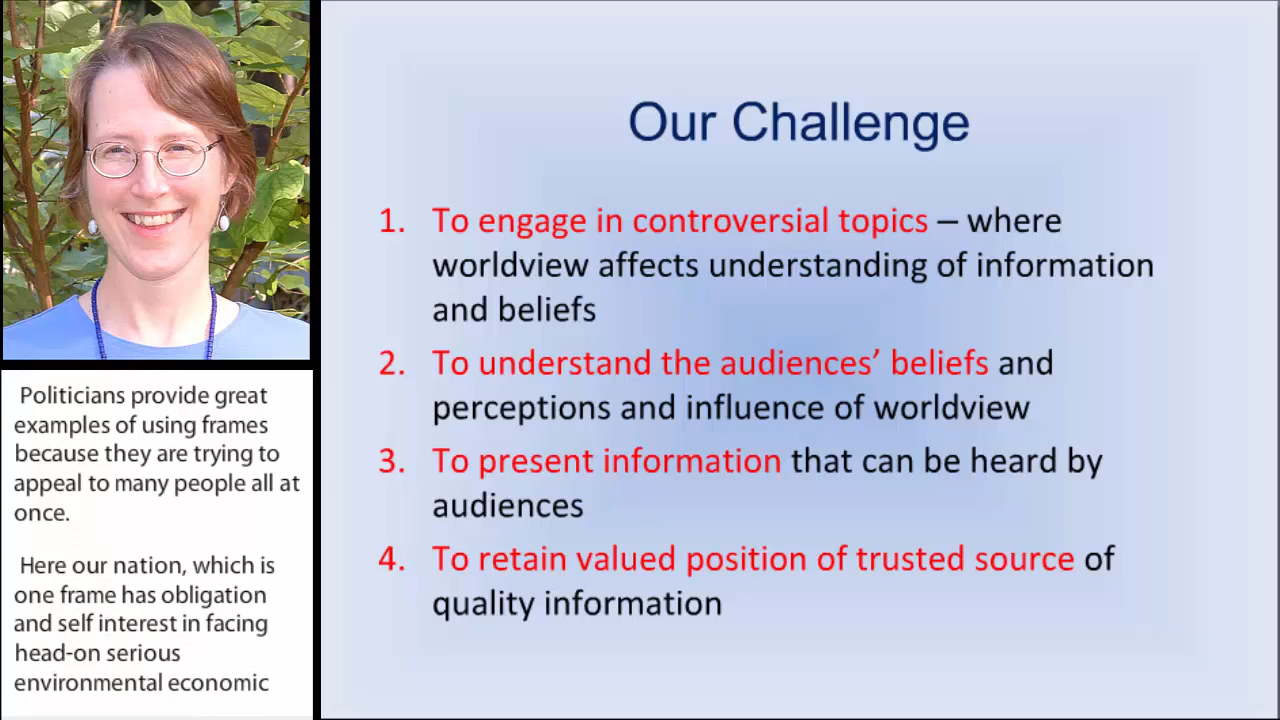 Our Challenge
1. To engage in controversial topics – where
worldview affects understanding of information
and beliefs
2. To understand the audiences’ beliefs and
perceptions and influence of worldview
3. To present information that can be heard by
audiences
4. To retain valued position of trusted source of
quality information
Politicians provide great
examples of using frames
because they are trying to
appeal to many people all at
once.
Here our nation, which is
one frame has obligation
and self interest in facing
head-on serious
environmental economic